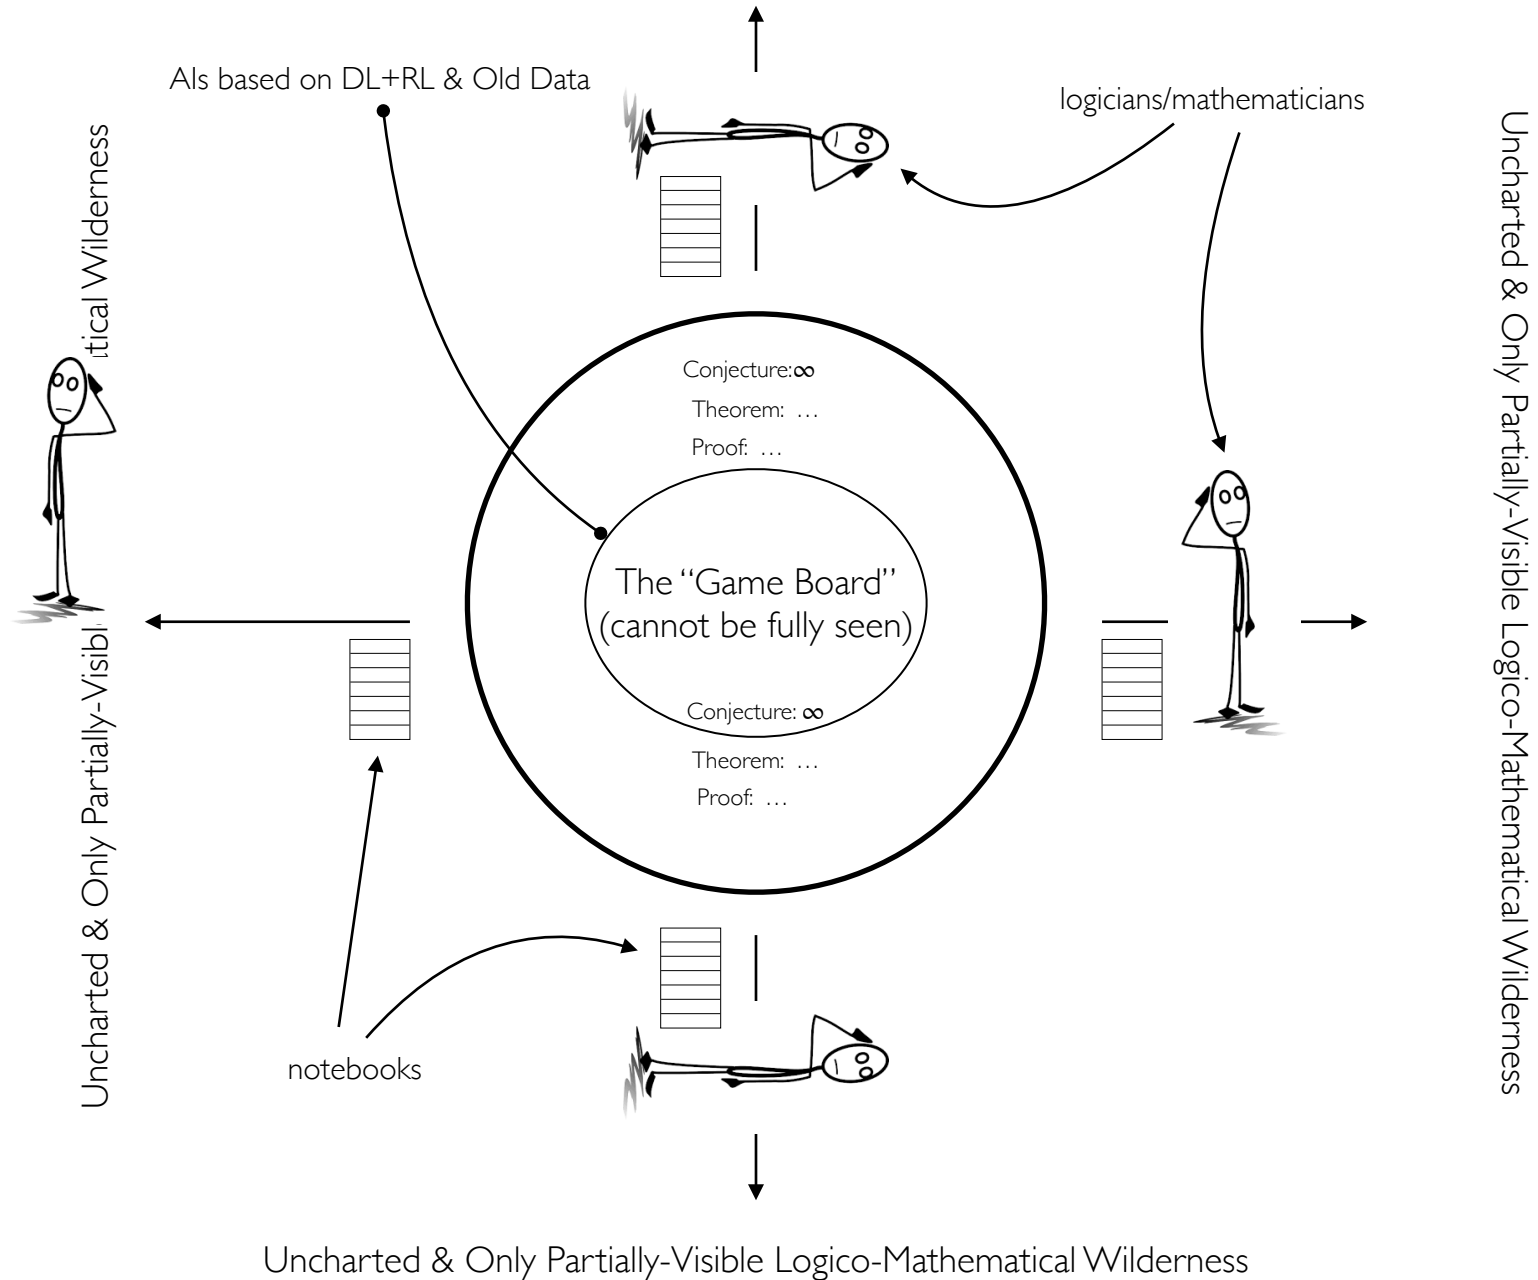 AIs based on DL+RL & Old Data
logicians/mathematicians
Uncharted & Only Partially-Visibl
tical Wilderness
Uncharted & Only Partially-Visible Logico-Mathematical Wilderness
Conjecture:∞
Theorem: …
Proof: …
The “Game Board”
(cannot be fully seen)
Conjecture: ∞
Theorem: …
Proof: …
notebooks
Uncharted & Only Partially-Visible Logico-Mathematical Wilderness